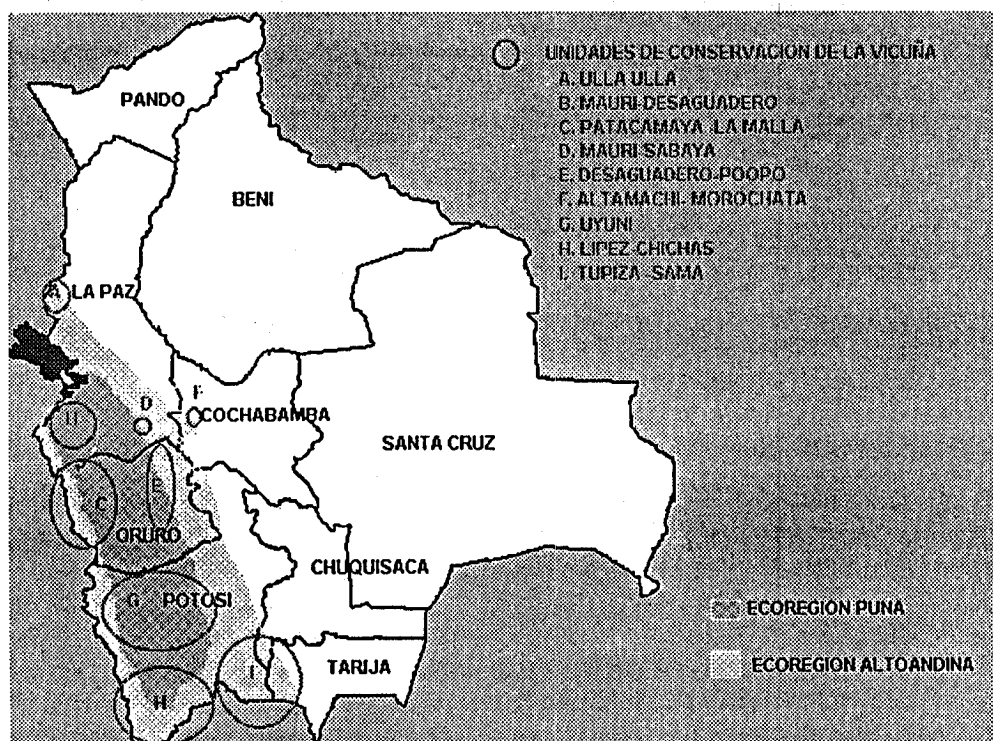 UNIDADES DE CONSERVACION DE LA VICUÑA
A. ULLA ULLA
B. MAURI-DESAGUADERO
C. PATACAMAYA -LA MALLA
D. MAURI-SABAYA
E. DESAGUADERO-POOPO
F. ALTAMACHI- MOROCHATA
G. UYUNI
H. LIPEZ-CHICHAS
I. TUPIZA -SAMA
PANDO
BENI
A LA PAZ
F
D
COCHABAMBA
SANTA CRUZ
E
C
ORURO
CHUQUISACA
G POTOSI
ECOREGION PUNA
I
TARIJA
ECOREGION ALTOANDINA
H